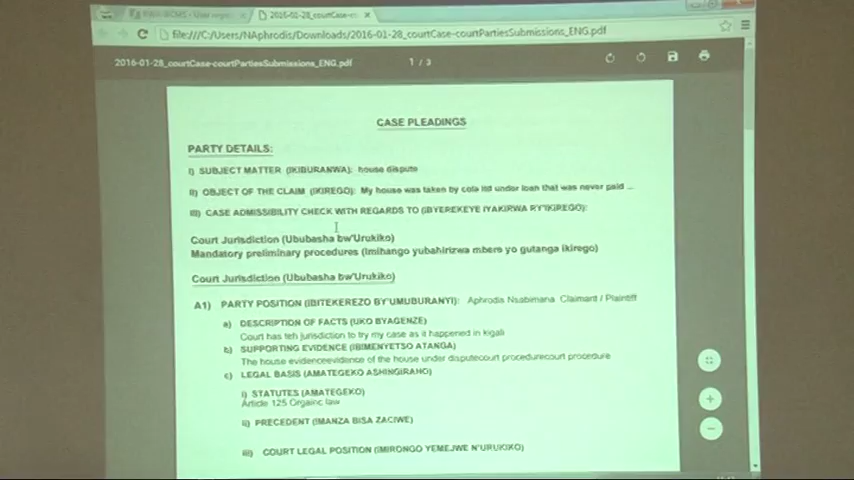 2016-01-28_courtCase-co
file:///C:/Users/NAphrodis/Downloads/2016-01-28_courtCase-courtPartiesSubmissions_ENG.pdf
2016-01-28_courtCase-courtPartiesSubmissions_ENG.pdf 1 / 3
CASE PLEADINGS
PARTY DETAILS:
I) SUBJECT MATTER (IKIBURANWA): house dispute
II) OBJECT OF THE CLAIM (IKIREGO): My house was taken by cola ltd under loan that was never paid ...
III) CASE ADMISSIBILITY CHECK WITH REGARDS TO (IBYEREKEYE IYAKIRWA RY'IKIREGO):
Court Jurisdiction (Ububasha bw'Urukiko)
Mandatory preliminary procedures (Imihango yubahirizwa mbere yo gutanga ikirego)
Court Jurisdiction (Ububasha bw'Urukiko)
A1) PARTY POSITION (IBITEKEREZO BY'UMUBURANYI): Aphrodis Nsabimana Claimant / Plaintiff
a) DESCRIPTION OF FACTS (UKO BYAGENZE)
Court has teh jurisdiction to try my case as it happened in kigali
b) SUPPORTING EVIDENCE (IBIMENYETSO ATANGA)
The house evidenceevidence of the house under disputecourt procedurecourt procedure
c) LEGAL BASIS (AMATEGEKO ASHINGIRAHO)
i) STATUTES (AMATEGEKO)
Article 125 Orgainc law
ii) PRECEDENT (IMANZA BISA ZACIWE)
iii) COURT LEGAL POSITION (IMIRONGO YEMEJWE N'URUKIKO)